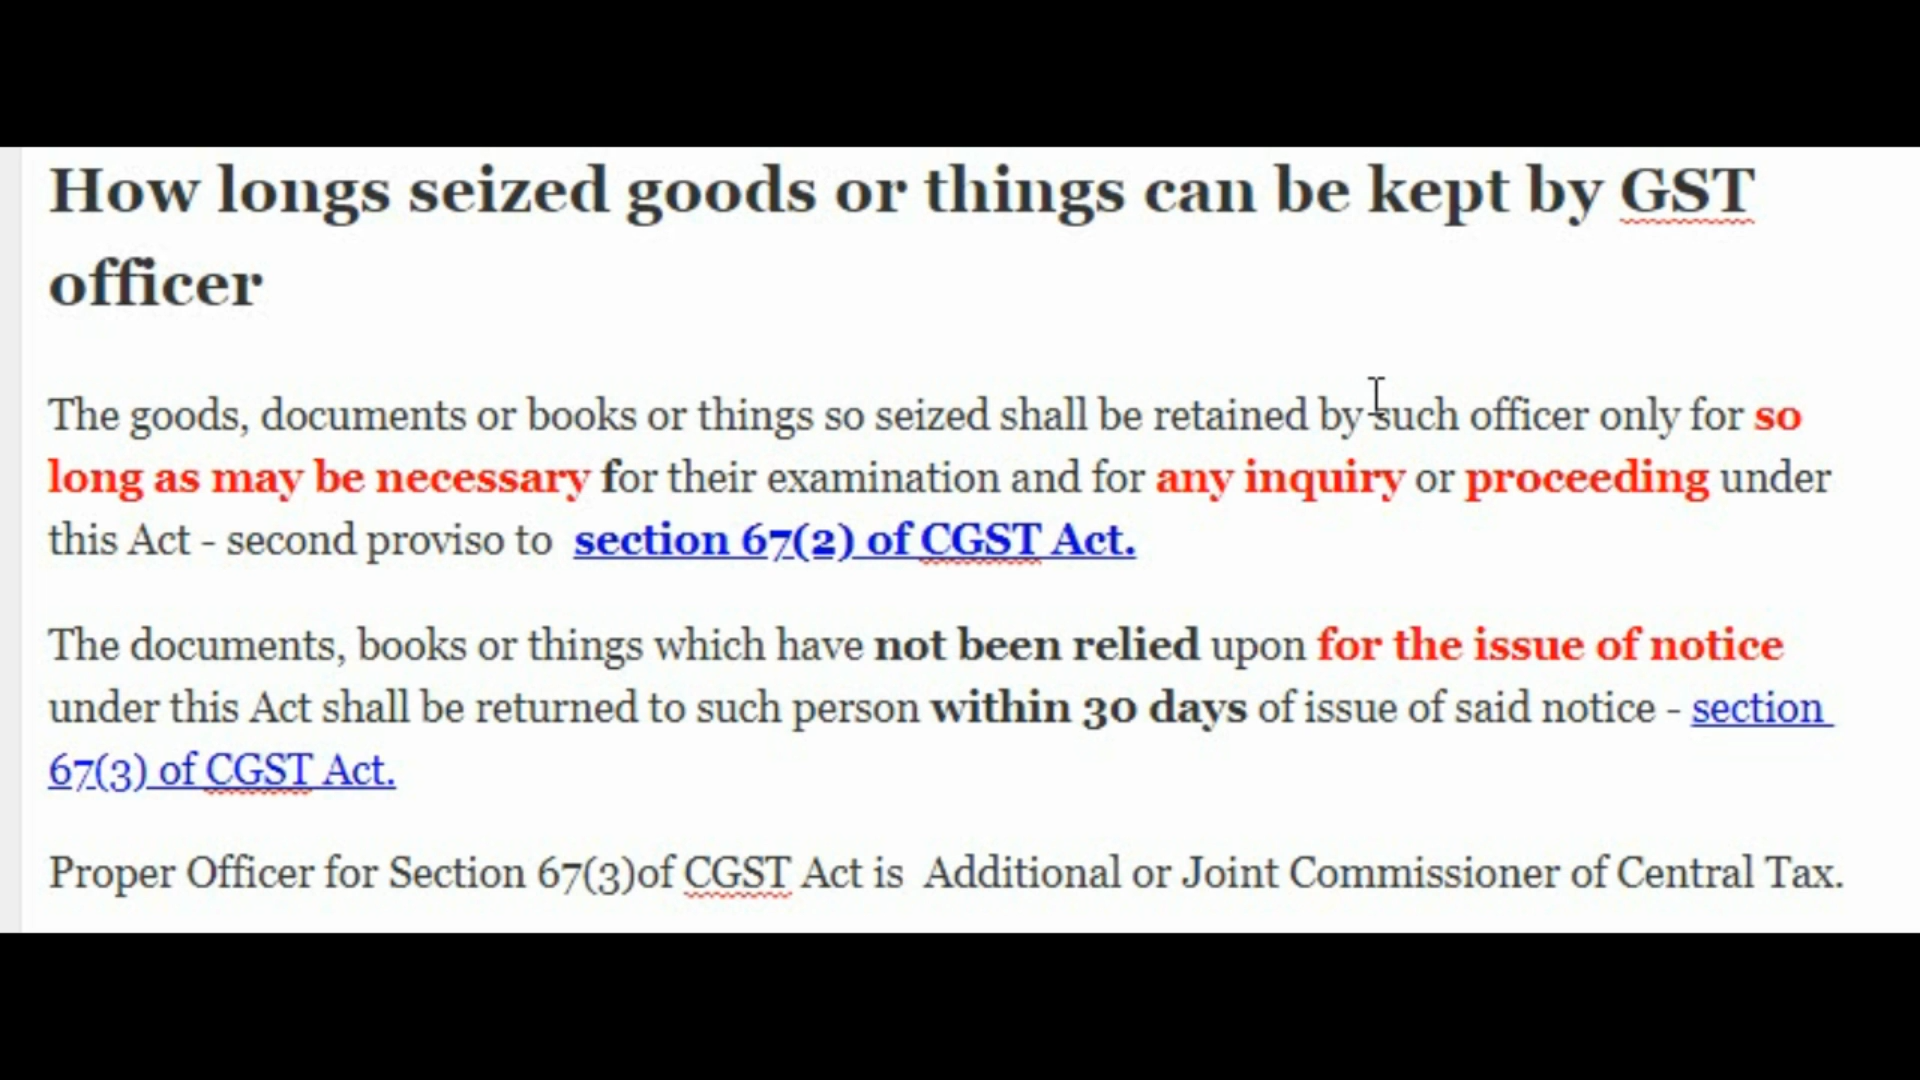 How longs seized goods or things can be kept by GST
officer
The goods, documents or books or things so seized shall be retained by such officer only for so
long as may be necessary for their examination and for any inquiry or proceeding under
this Act - second proviso to section 67(2) of CGST Act.
The documents, books or things which have not been relied upon for the issue of notice
under this Act shall be returned to such person within 30 days of issue of said notice - section
67(3) of CGST Act.
Proper Officer for Section 67(3)of CGST Act is Additional or Joint Commissioner of Central Tax.